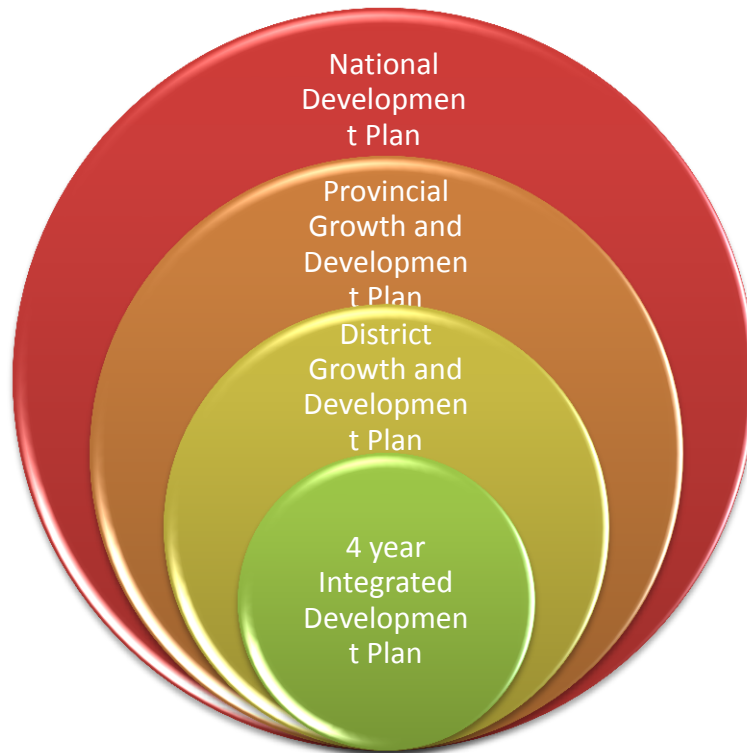 National
Developmen
t Plan
Provincial
Growth and
Developmen
t Plan
District
Growth and
Developmen
t Plan
4 year
Integrated
Developmen
t Plan